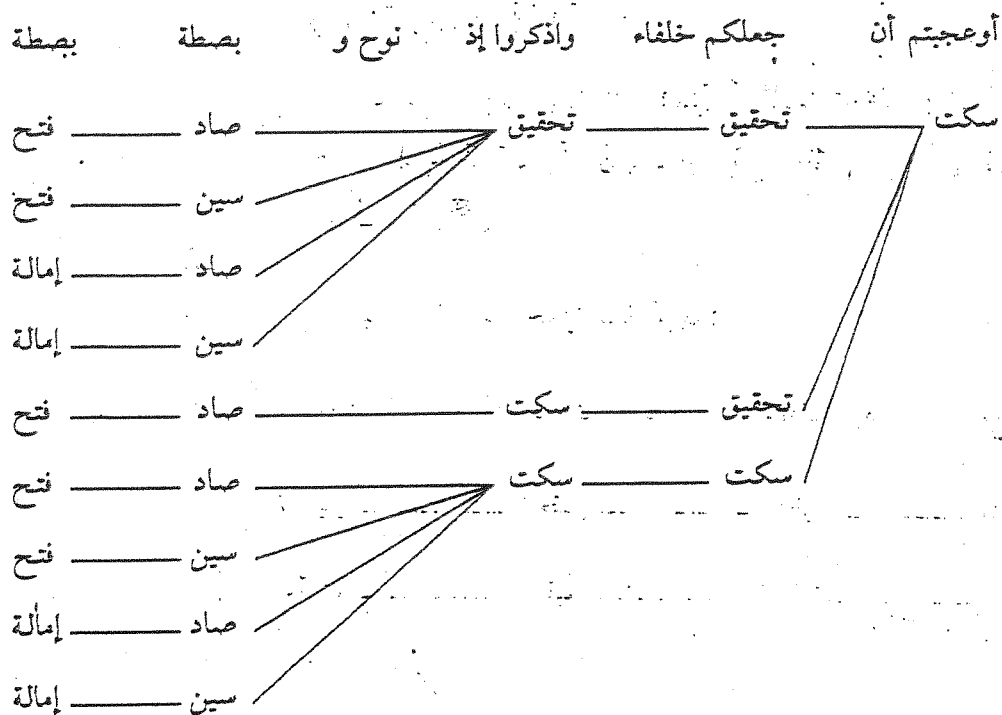 أوعجبتم أن جعلكم خلفاء واذكروا إذ نوح و بصطة بصطة
سكت تحقيق تحقيق صاد فتح
سين فتح
صاد إمالة
سين إمالة
تحقيق سكت صاد فتح
سكت سكت صاد فتح
سين فتح
صاد إمالة
سين إمالة